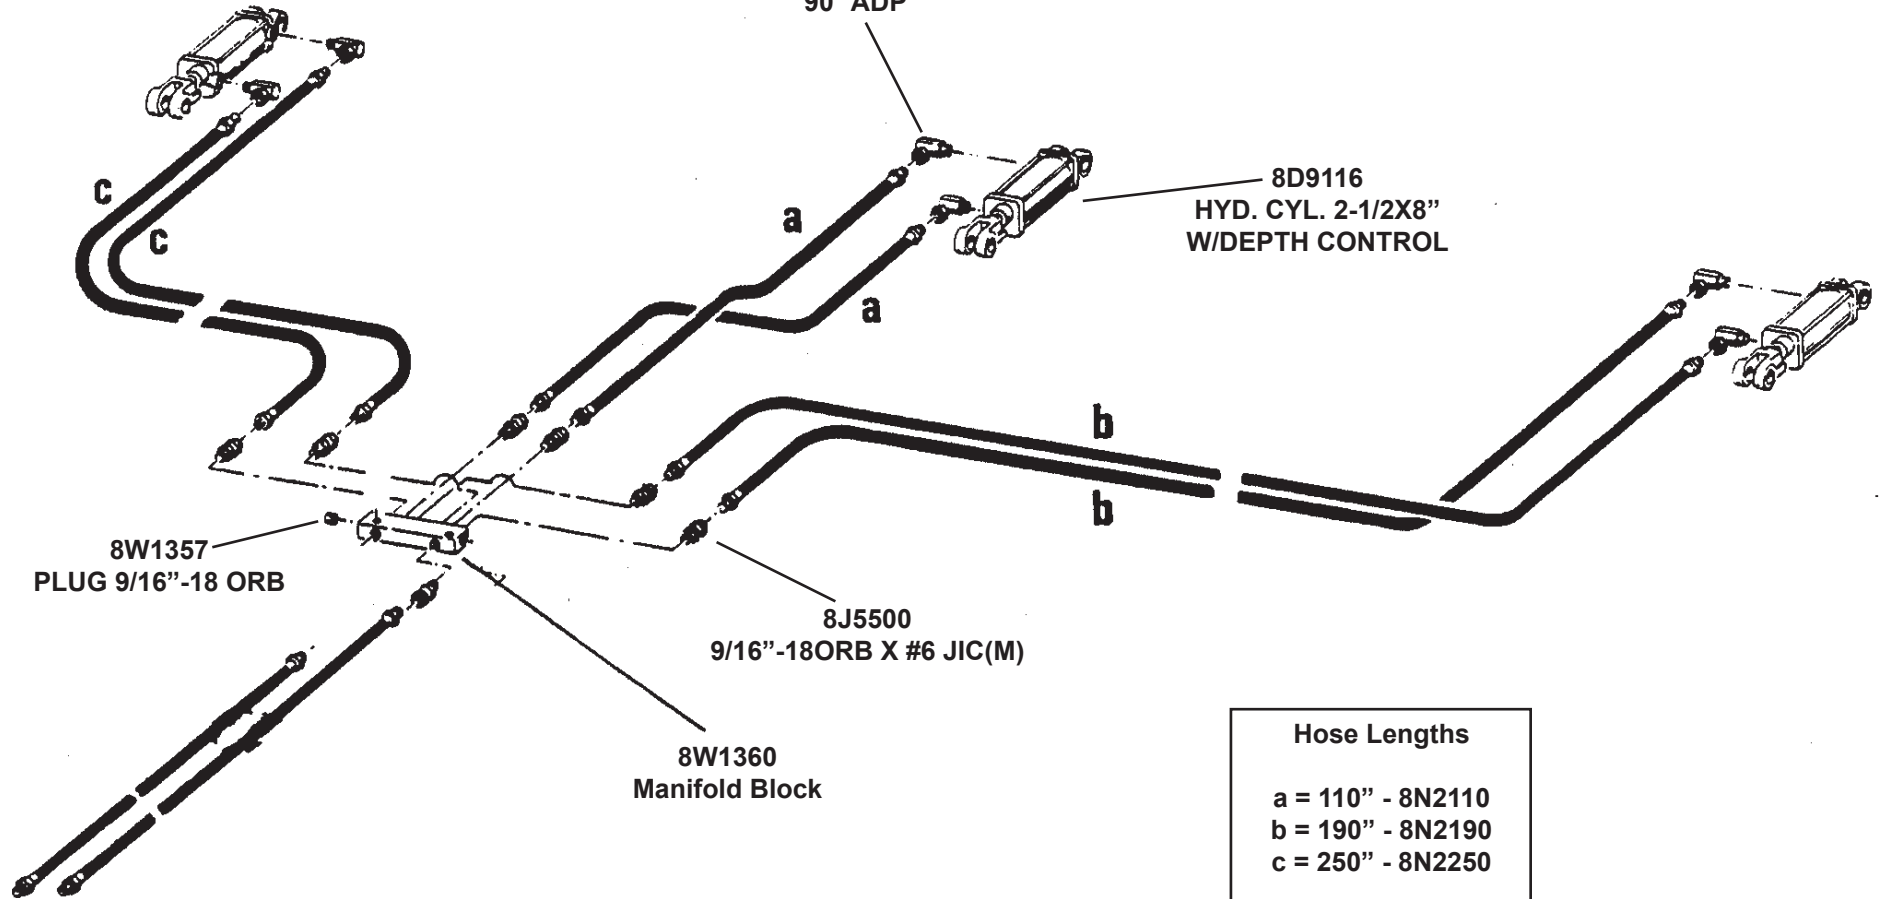 90° ADP
c
c
a
a
8D9116
HYD. CYL. 2-1/2X8”
W/DEPTH CONTROL
b
b
8W1357
PLUG 9/16”-18 ORB
8J5500
9/16”-18ORB X #6 JIC(M)
8W1360
Manifold Block
Hose Lengths
a = 110” - 8N2110
b = 190” - 8N2190
c = 250” - 8N2250